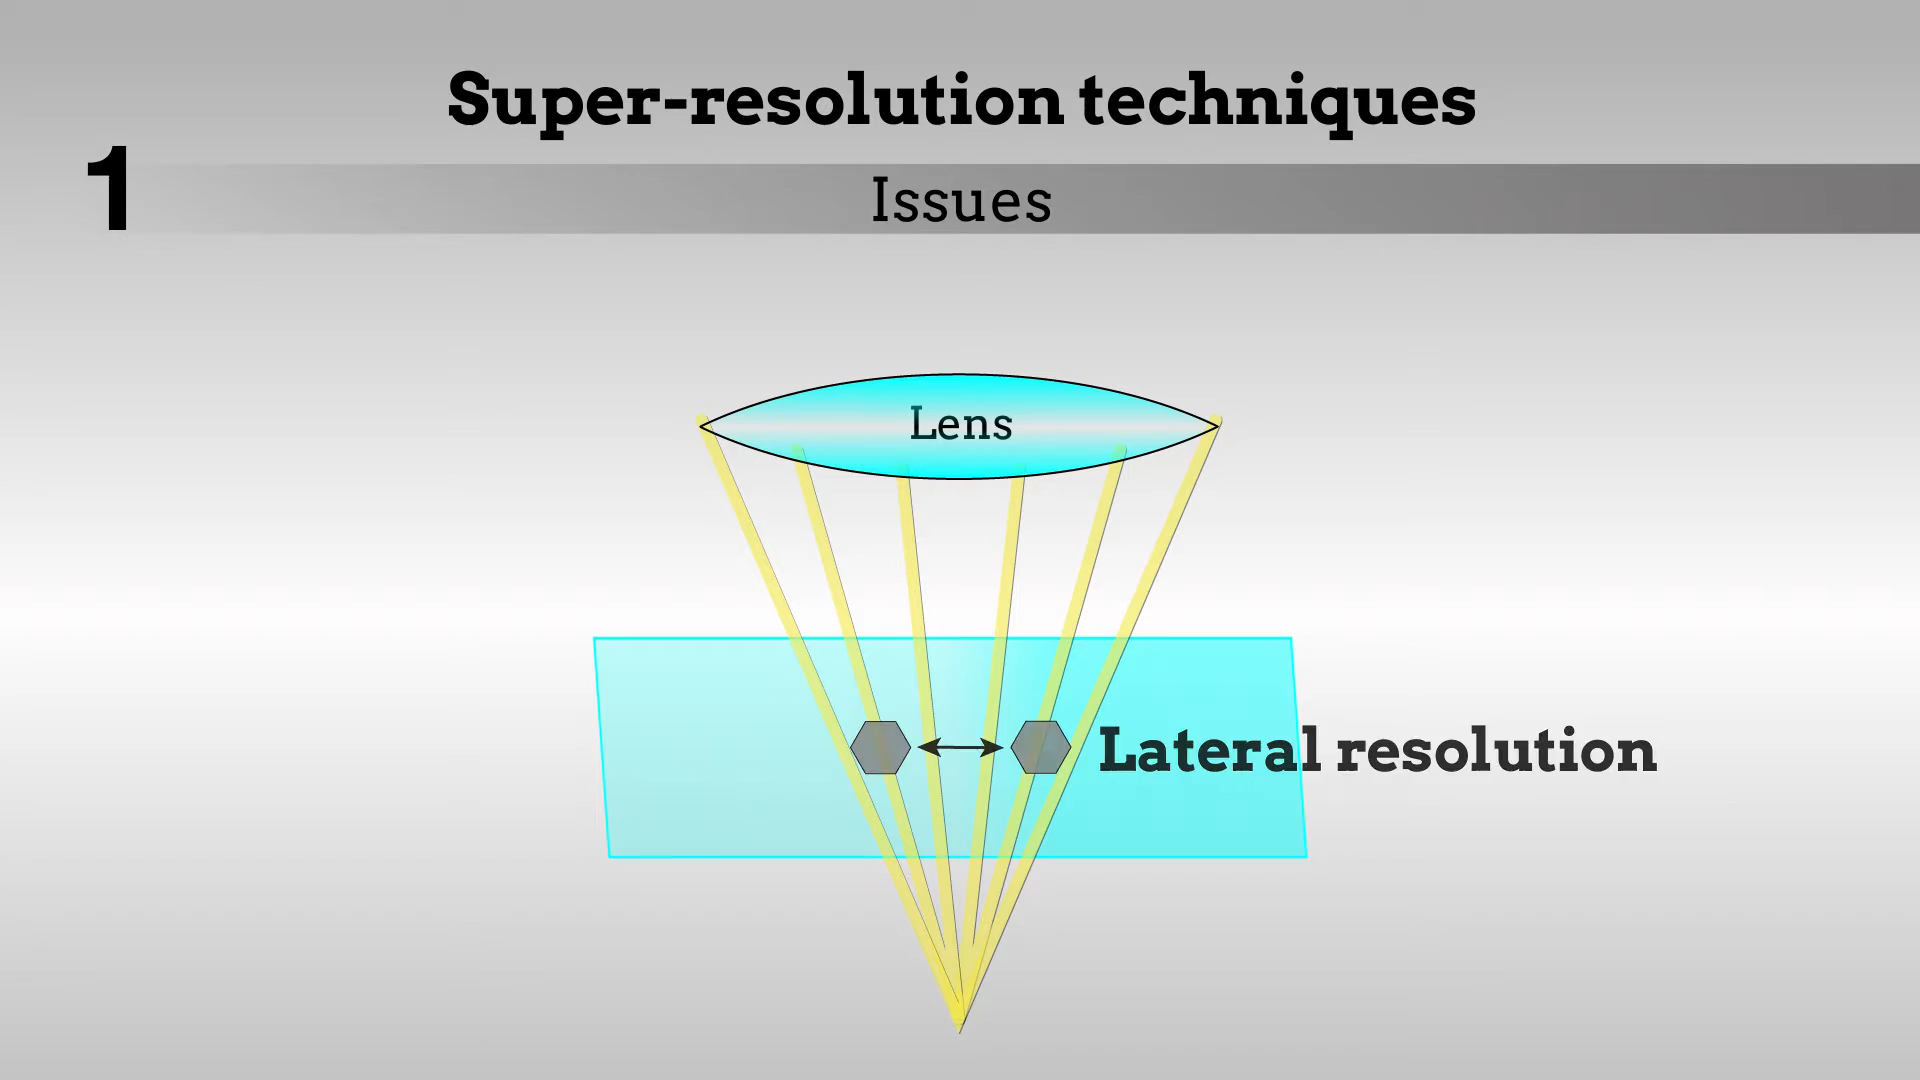 Super-resolution techniques
1
Issues
Lens
Lateral resolution